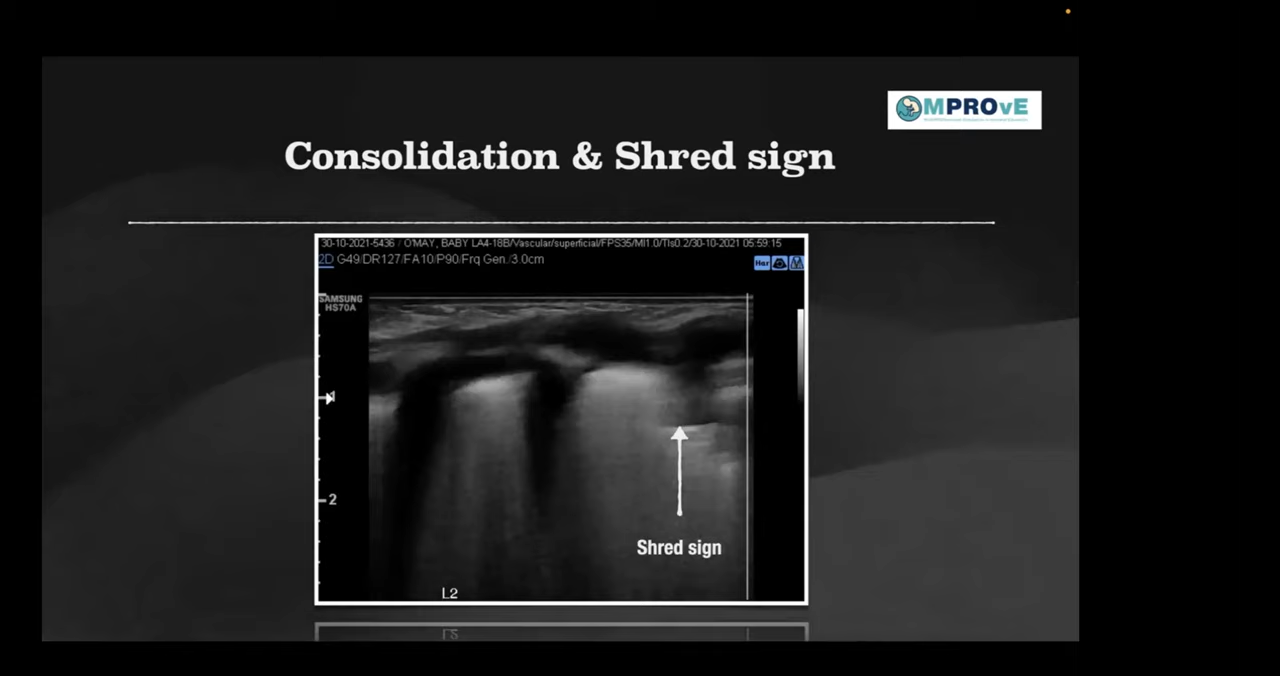 MPROvE
Consolidation & Shred sign
30-10-2021-5436 / O'MAY, BABY LA4-18B/Vascular/superficial/FPS35/MI1.0/TIs0.2/30-10-2021 05:59:15
2D G49/DR127/FA10/P90/Frq Gen./3.0cm
Har
SAMSUNG
HS70A
2
Shred sign
L2